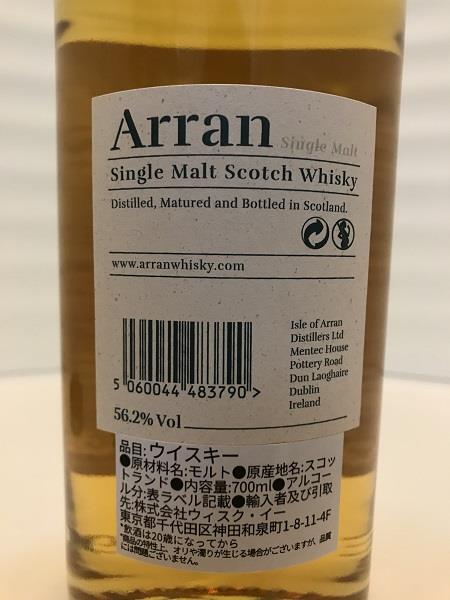 Arran Single Malt
Single Malt Scotch Whisky
Distilled, Matured and Bottled in Scotland.
www.arranwhisky.com
5 060044 483790 >
56.2% Vol
Isle of Arran
Distillers Ltd
Mentec House
Pottery Road
Dun Laoghaire
Dublin
Ireland
品目:ウイスキー
●原材料名:モルト●原産地名:スコッ
トランド●内容量:700ml●アルコー
ル分:表ラベル記載●輸入者及び引取
先:株式会社ウィスク・イー
東京都千代田区神田和泉町1-8-11-4F
*飲酒は20歳になってから
*商品の特性上、オリや濁りが生じる場合がございますが、品質
には問題ございません。